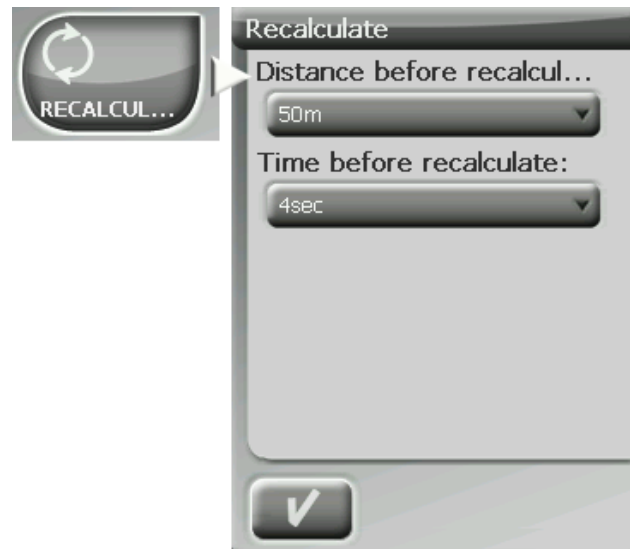 RECALCUL...
Recalculate
Distance before recalcul...
50m
Time before recalculate:
4sec